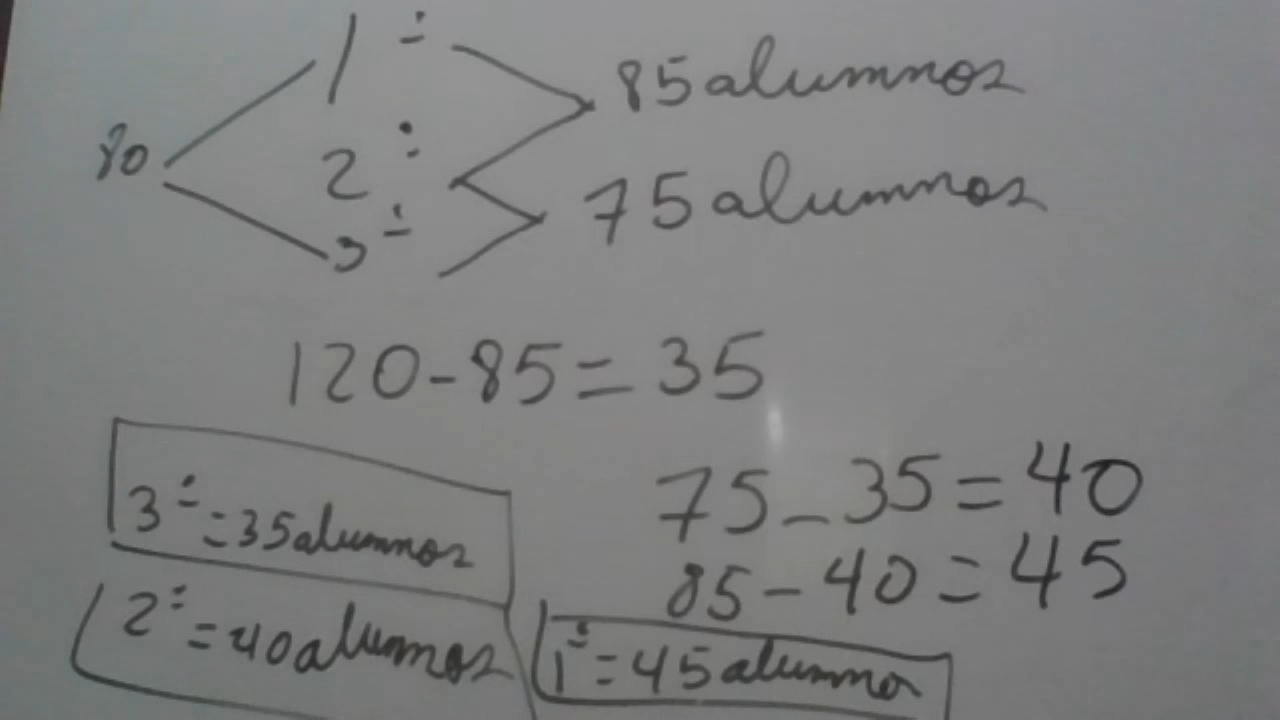 1 ÷ 85 alumnos
80 2 ÷
75 alumnos
3 ÷
120-85=35
75-35=40
3 ÷ =35 alumnos
85-40=45
2 ÷ =40 alumnos
1 ÷ =45 alumno